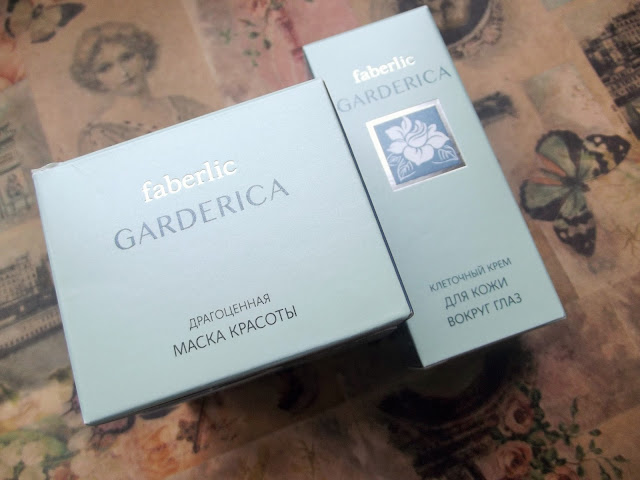 faberlic
GARDERICA
ДРАГОЦЕННАЯ
МАСКА КРАСОТЫ
faberlic
GARDERICA
КЛЕТОЧНЫЙ КРЕМ
ДЛЯ КОЖИ
ВОКРУГ ГЛАЗ